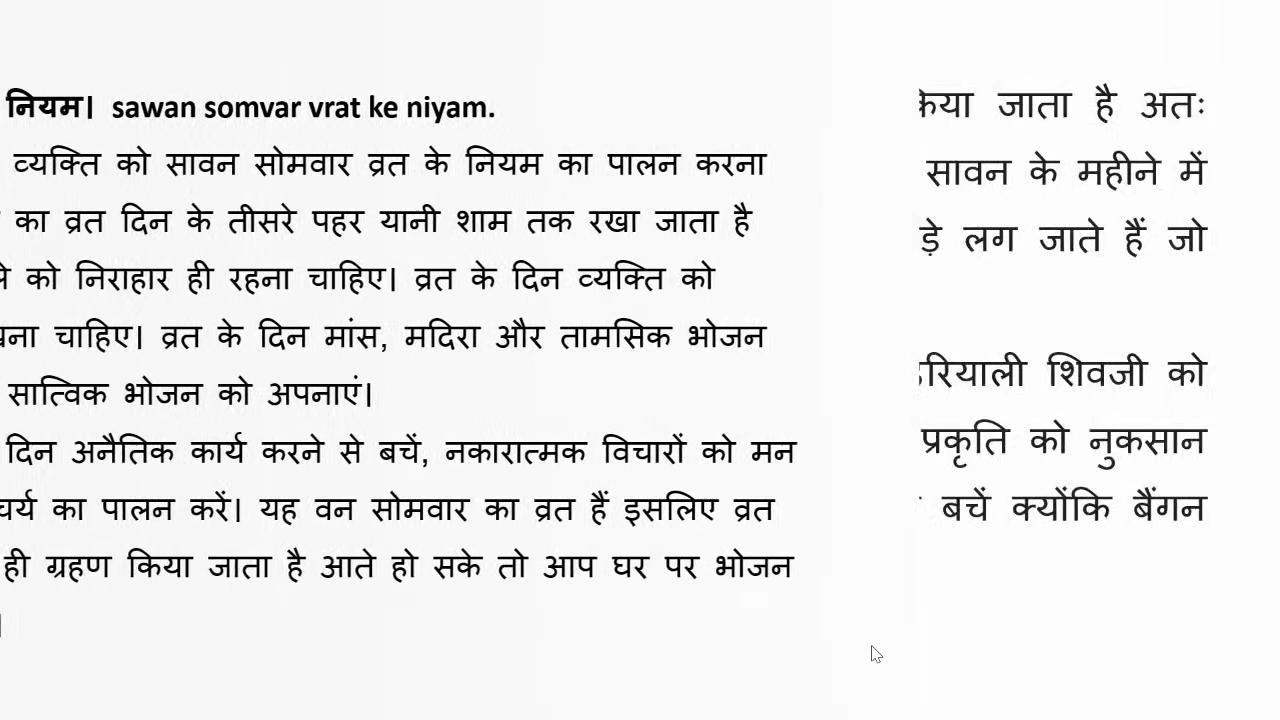 नियम। sawan somvar vrat ke niyam.
व्यक्ति को सावन सोमवार व्रत के नियम का पालन करना
का व्रत दिन के तीसरे पहर यानी शाम तक रखा जाता है
को निराहार ही रहना चाहिए। व्रत के दिन व्यक्ति को
चाहिए। व्रत के दिन मांस, मदिरा और तामसिक भोजन
सात्विक भोजन को अपनाएं।
दिन अनैतिक कार्य करने से बचें, नकारात्मक विचारों को मन
का पालन करें। यह वन सोमवार का व्रत हैं इसलिए व्रत
ही ग्रहण किया जाता है आते हो सके तो आप घर पर भोजन
जाता है अतः
सावन के महीने में
लग जाते हैं जो
शिवजी को
प्रकृति को नुकसान
बचें क्योंकि बैंगन